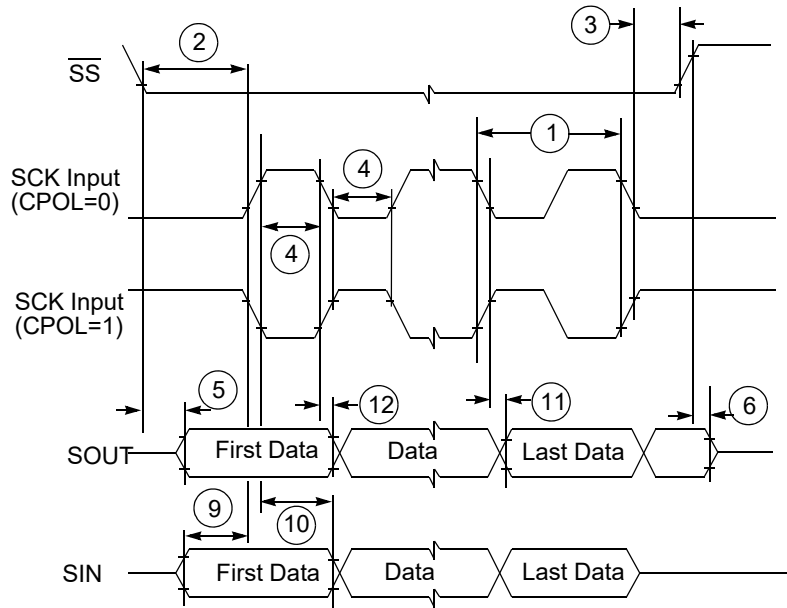 2
3
SS
1
SCK Input
(CPOL=0)
4
4
SCK Input
(CPOL=1)
5
12
11
6
SOUT
First Data
Data
Last Data
9
10
SIN
First Data
Data
Last Data